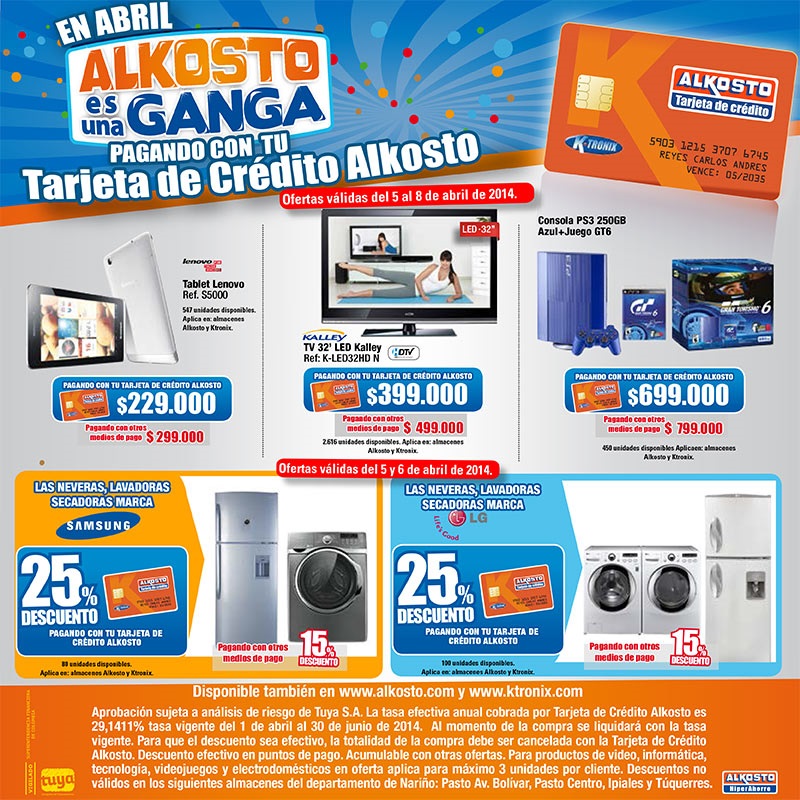 EN ABRIL
ALKOSTO
es una GANGA
PAGANDO CON TU
Tarjeta de Crédito Alkosto
ALKOSTO
Tarjeta de crédito
K-TRONIX
5903 1215 3707 6745
REYES CARLOS ANDRES
VENCE: 05/2035
Ofertas válidas del 5 al 8 de abril de 2014.
lenovo
Tablet Lenovo
Ref. S5000
547 unidades disponibles.
Aplica en: almacenes
Alkosto y Ktronix.
PAGANDO CON TU TARJETA DE CRÉDITO ALKOSTO
$229.000
Pagando con otros
medios de pago $ 299.000
LED-32"
KALLEY
TV 32' LED Kalley
Ref: K-LED32HD N
HDTV
PAGANDO CON TU TARJETA DE CRÉDITO ALKOSTO
$399.000
Pagando con otros
medios de pago $ 499.000
2.616 unidades disponibles. Aplica en: almacenes
Alkosto y Ktronix.
Consola PS3 250GB
Azul+Juego GT6
GRAN TURISMO 6
PAGANDO CON TU TARJETA DE CRÉDITO ALKOSTO
$699.000
Pagando con otros
medios de pago $ 799.000
450 unidades disponibles Aplicaen: almacenes
Alkosto y Ktronix.
Ofertas válidas del 5 y 6 de abril de 2014.
LAS NEVERAS, LAVADORAS
SECADORAS MARCA
SAMSUNG
25% DESCUENTO
ALKOSTO
PAGANDO CON TU TARJETA DE
CRÉDITO ALKOSTO
Pagando con otros
medios de pago
15% DESCUENTO
89 unidades disponibles.
Aplica en: almacenes Alkosto y Ktronix.
LAS NEVERAS, LAVADORAS
SECADORAS MARCA
LG
Life's Good
25% DESCUENTO
ALKOSTO
PAGANDO CON TU TARJETA DE
CRÉDITO ALKOSTO
Pagando con otros
medios de pago
15% DESCUENTO
100 unidades disponibles.
Aplica en: almacenes Alkosto y Ktronix.
Disponible también en www.alkosto.com y www.ktronix.com
Aprobación sujeta a análisis de riesgo de Tuya S.A. La tasa efectiva anual cobrada por Tarjeta de Crédito Alkosto es
29,1411% tasa vigente del 1 de abril al 30 de junio de 2014. Al momento de la compra se liquidará con la tasa
vigente. Para que el descuento sea efectivo, la totalidad de la compra debe ser cancelada con la Tarjeta de Crédito
Alkosto. Descuento efectivo en puntos de pago. Acumulable con otras ofertas. Para productos de video, informática,
tecnología, videojuegos y electrodomésticos en oferta aplica para máximo 3 unidades por cliente. Descuentos no
válidos en los siguientes almacenes del departamento de Nariño: Pasto Av. Bolívar, Pasto Centro, Ipiales y Túquerres.
VIGILADO
SUPERINTENDENCIA FINANCIERA
DE COLOMBIA
tuya
ALKOSTO
HiperAhorro